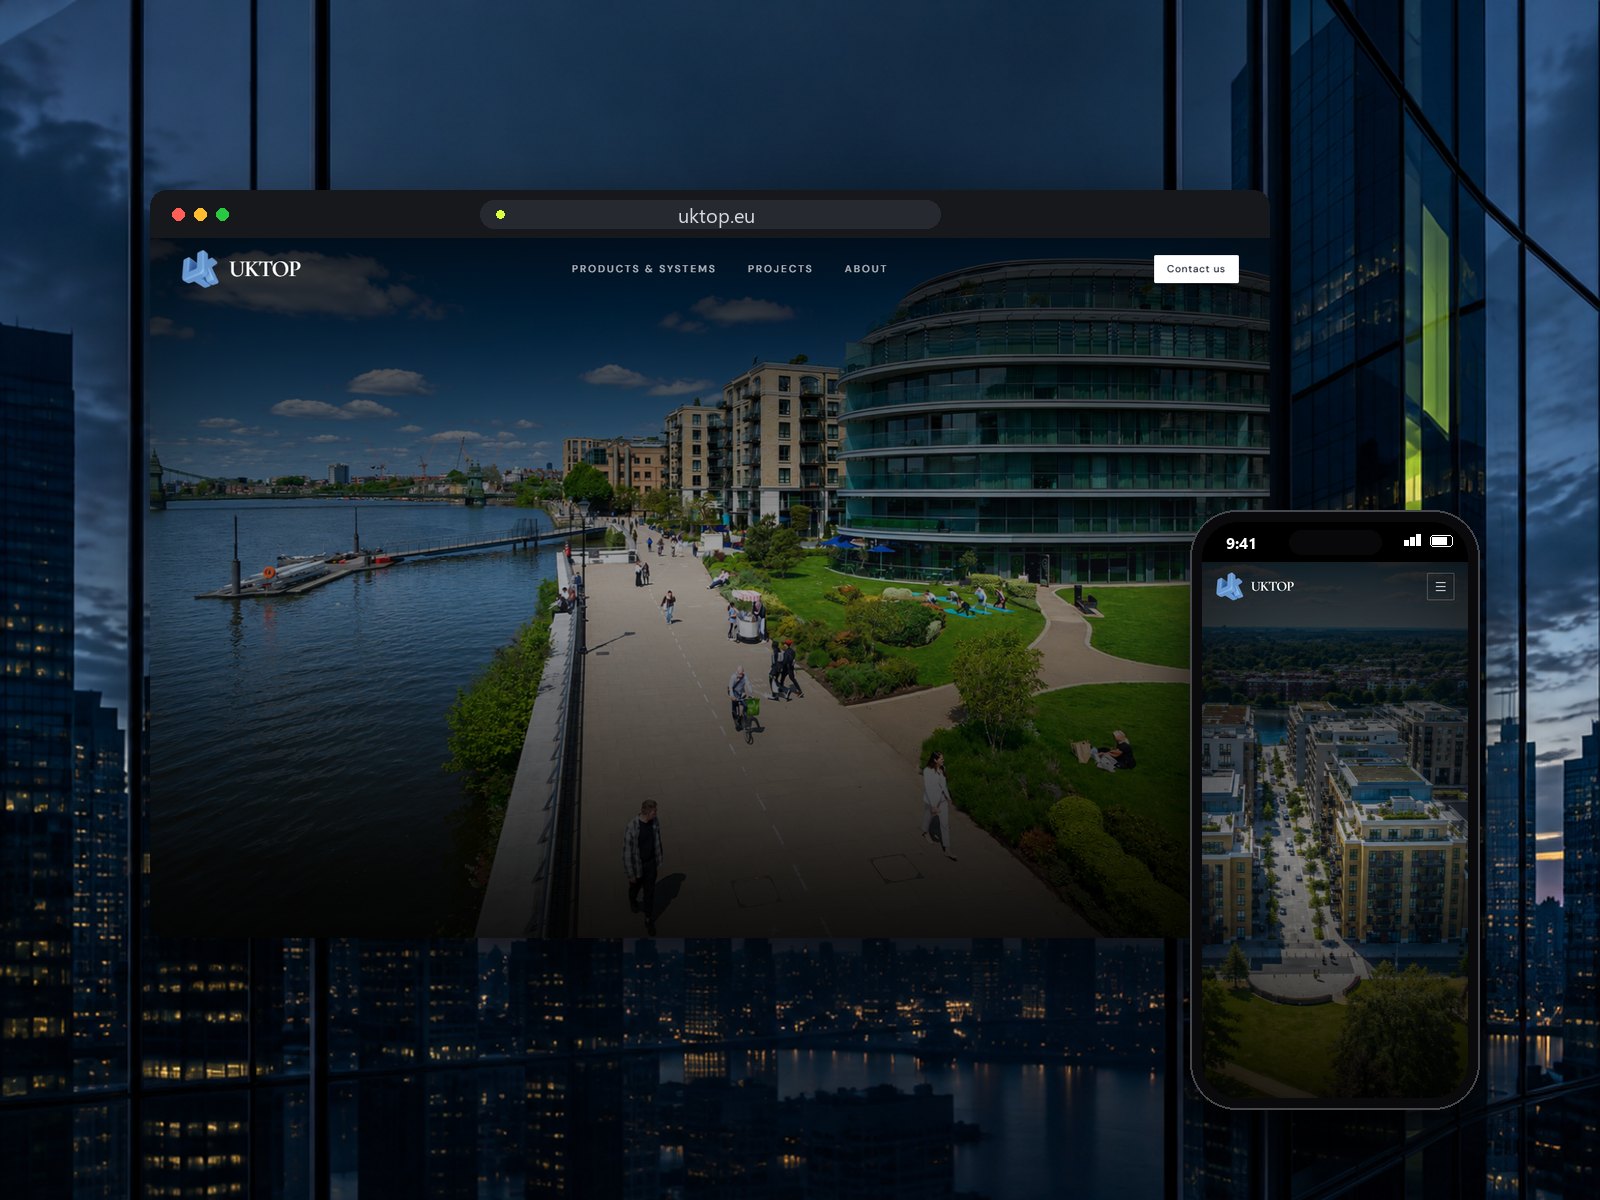 uktop.eu
UKTOP
PRODUCTS & SYSTEMS PROJECTS ABOUT
Contact us
9:41
UKTOP